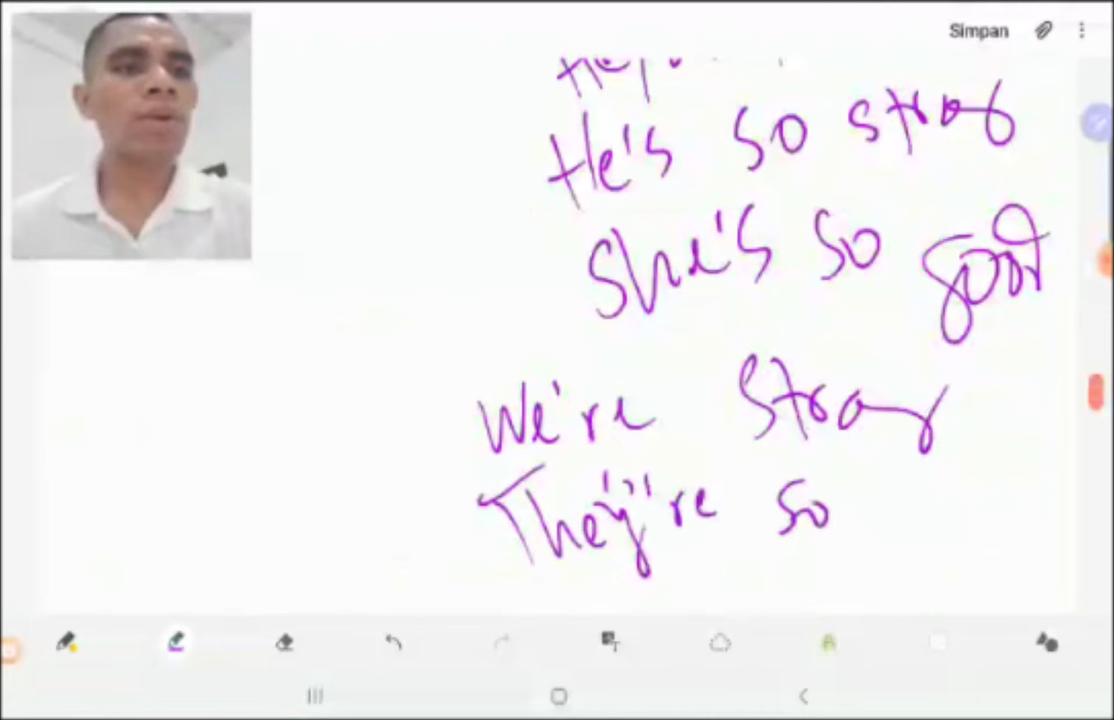 Simpan
He's so strong
She's so good
We're strong
They're so